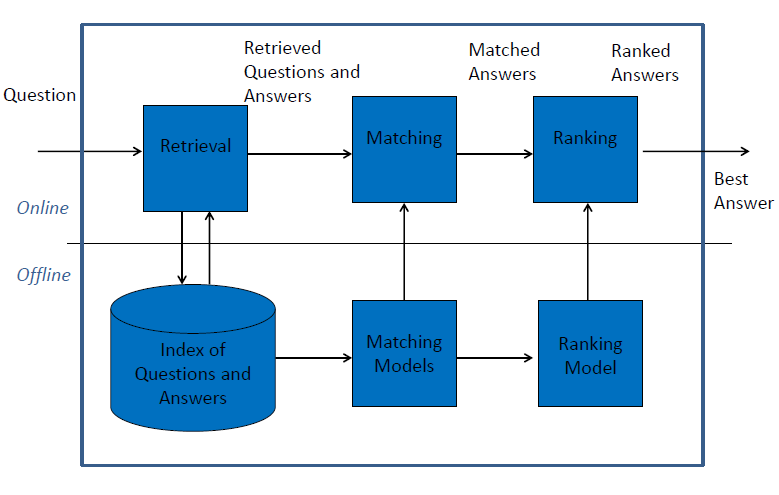 Question
Retrieved
Questions and
Answers
Matched
Answers
Ranked
Answers
Retrieval
Matching
Ranking
Best
Answer
Online
Offline
Index of
Questions and
Answers
Matching
Models
Ranking
Model